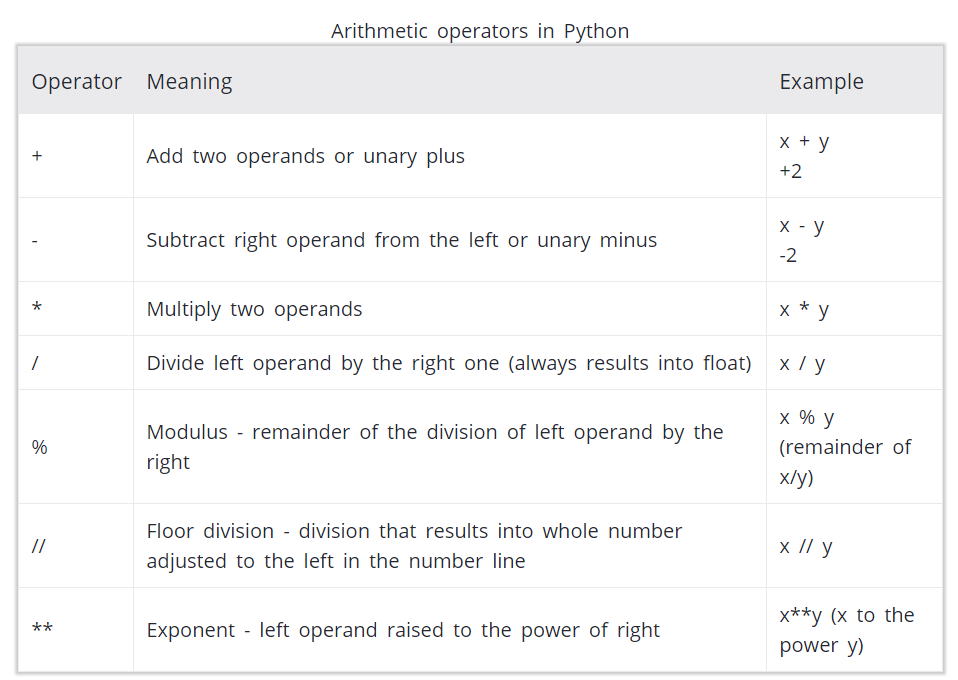 Arithmetic operators in Python
Operator Meaning Example
+ Add two operands or unary plus x + y
+2
- Subtract right operand from the left or unary minus x - y
-2
* Multiply two operands x * y
/ Divide left operand by the right one (always results into float) x / y
% Modulus - remainder of the division of left operand by the
right x % y
(remainder of
x/y)
// Floor division - division that results into whole number
adjusted to the left in the number line x // y
** Exponent - left operand raised to the power of right x**y (x to the
power y)